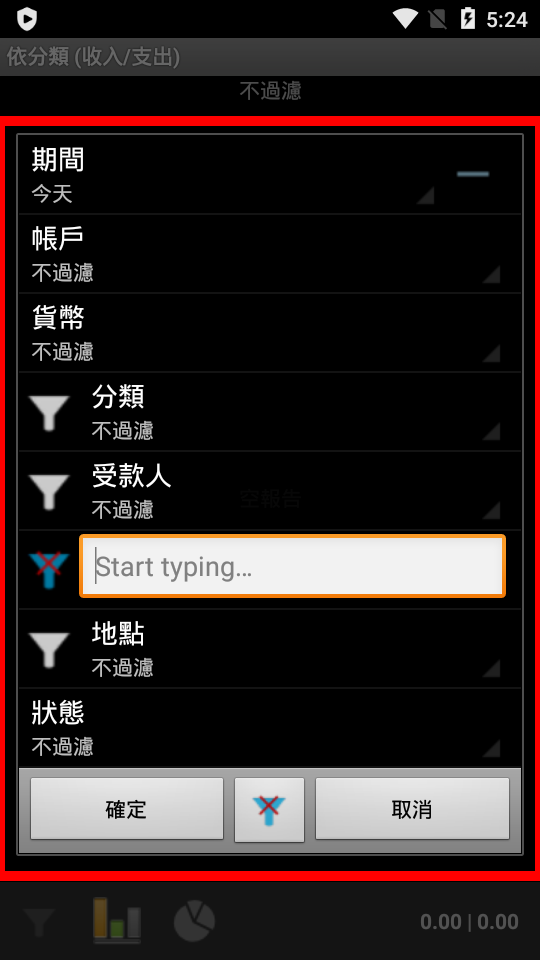 5:24
依分類 (收入/支出)
不過濾
期間
今天
帳戶
不過濾
貨幣
不過濾
分類
不過濾
受款人
不過濾
空報告
Start typing...
地點
不過濾
狀態
不過濾
確定
取消
0.00 | 0.00